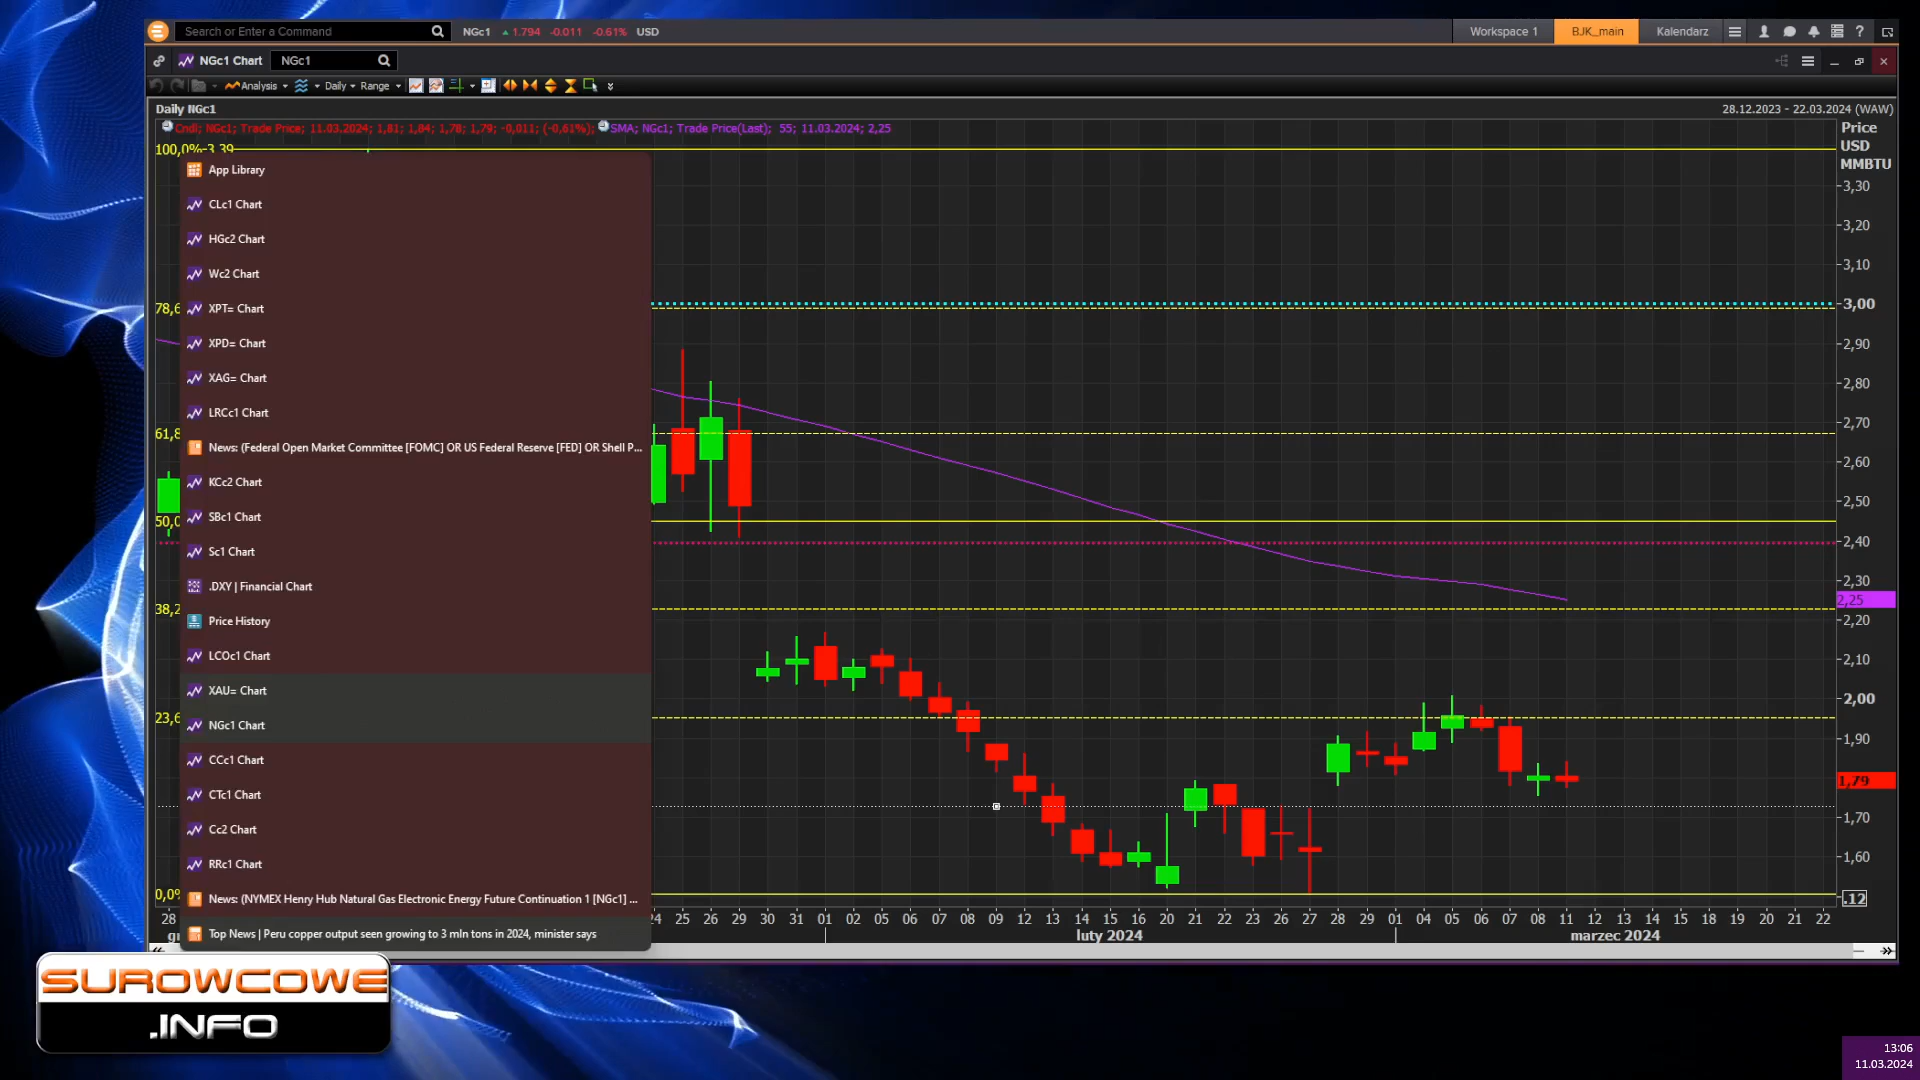 Search or Enter a Command
NGc1 1.794 -0.011 -0.61% USD
Workspace 1
BJK_main
Kalendarz
?
NGc1 Chart
NGc1
Analysis
Daily
Range
Daily NGc1
28.12.2023 - 22.03.2024 (WAW)
Cndl; NGc1; Trade Price; 11.03.2024; 1,81; 1,84; 1,78; 1,79; -0,011; (-0,61%);
SMA; NGc1; Trade Price(Last); 55; 11.03.2024; 2,25
Price
USD
MMBTU
100,0%-3,39
78,6
61,8
50,0
38,2
23,6
0,0%
App Library
CLc1 Chart
HGc2 Chart
Wc2 Chart
XPT= Chart
XPD= Chart
XAG= Chart
LRCc1 Chart
News: (Federal Open Market Committee [FOMC] OR US Federal Reserve [FED] OR Shell P...
KCc2 Chart
SBc1 Chart
Sc1 Chart
.DXY | Financial Chart
Price History
LCOc1 Chart
XAU= Chart
NGc1 Chart
CCc1 Chart
CTc1 Chart
Cc2 Chart
RRc1 Chart
News: (NYMEX Henry Hub Natural Gas Electronic Energy Future Continuation 1 [NGc1] ...
Top News | Peru copper output seen growing to 3 mln tons in 2024, minister says
3,30
3,20
3,10
3,00
2,90
2,80
2,70
2,60
2,50
2,40
2,30
2,25
2,20
2,10
2,00
1,90
1,79
1,70
1,60
.12
28 24 25 26 29 30 31 01 02 05 06 07 08 09 12 13 14 15 16 20 21 22 23 26 27 28 29 01 04 05 06 07 08 11 12 13 14 15 18 19 20 21 22
luty 2024
marzec 2024
SUROWCOWE
.INFO
13:06
11.03.2024